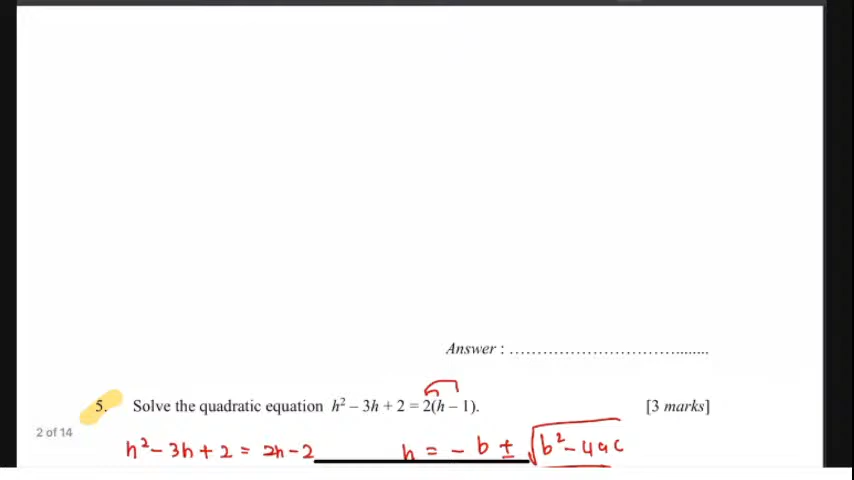 Answer : ……………………………........
5. Solve the quadratic equation h² – 3h + 2 = 2(h – 1). [3 marks]
2 of 14
h² – 3h + 2 = 2h – 2 h = – b ± √b² – 4ac